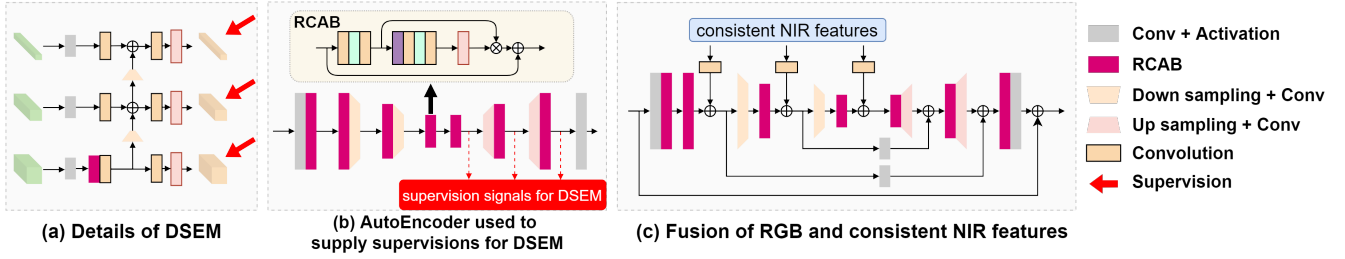 RCAB
supervision signals for DSEM
consistent NIR features
Conv + Activation
RCAB
Down sampling + Conv
Up sampling + Conv
Convolution
Supervision
(a) Details of DSEM
(b) AutoEncoder used to
supply supervisions for DSEM
(c) Fusion of RGB and consistent NIR features